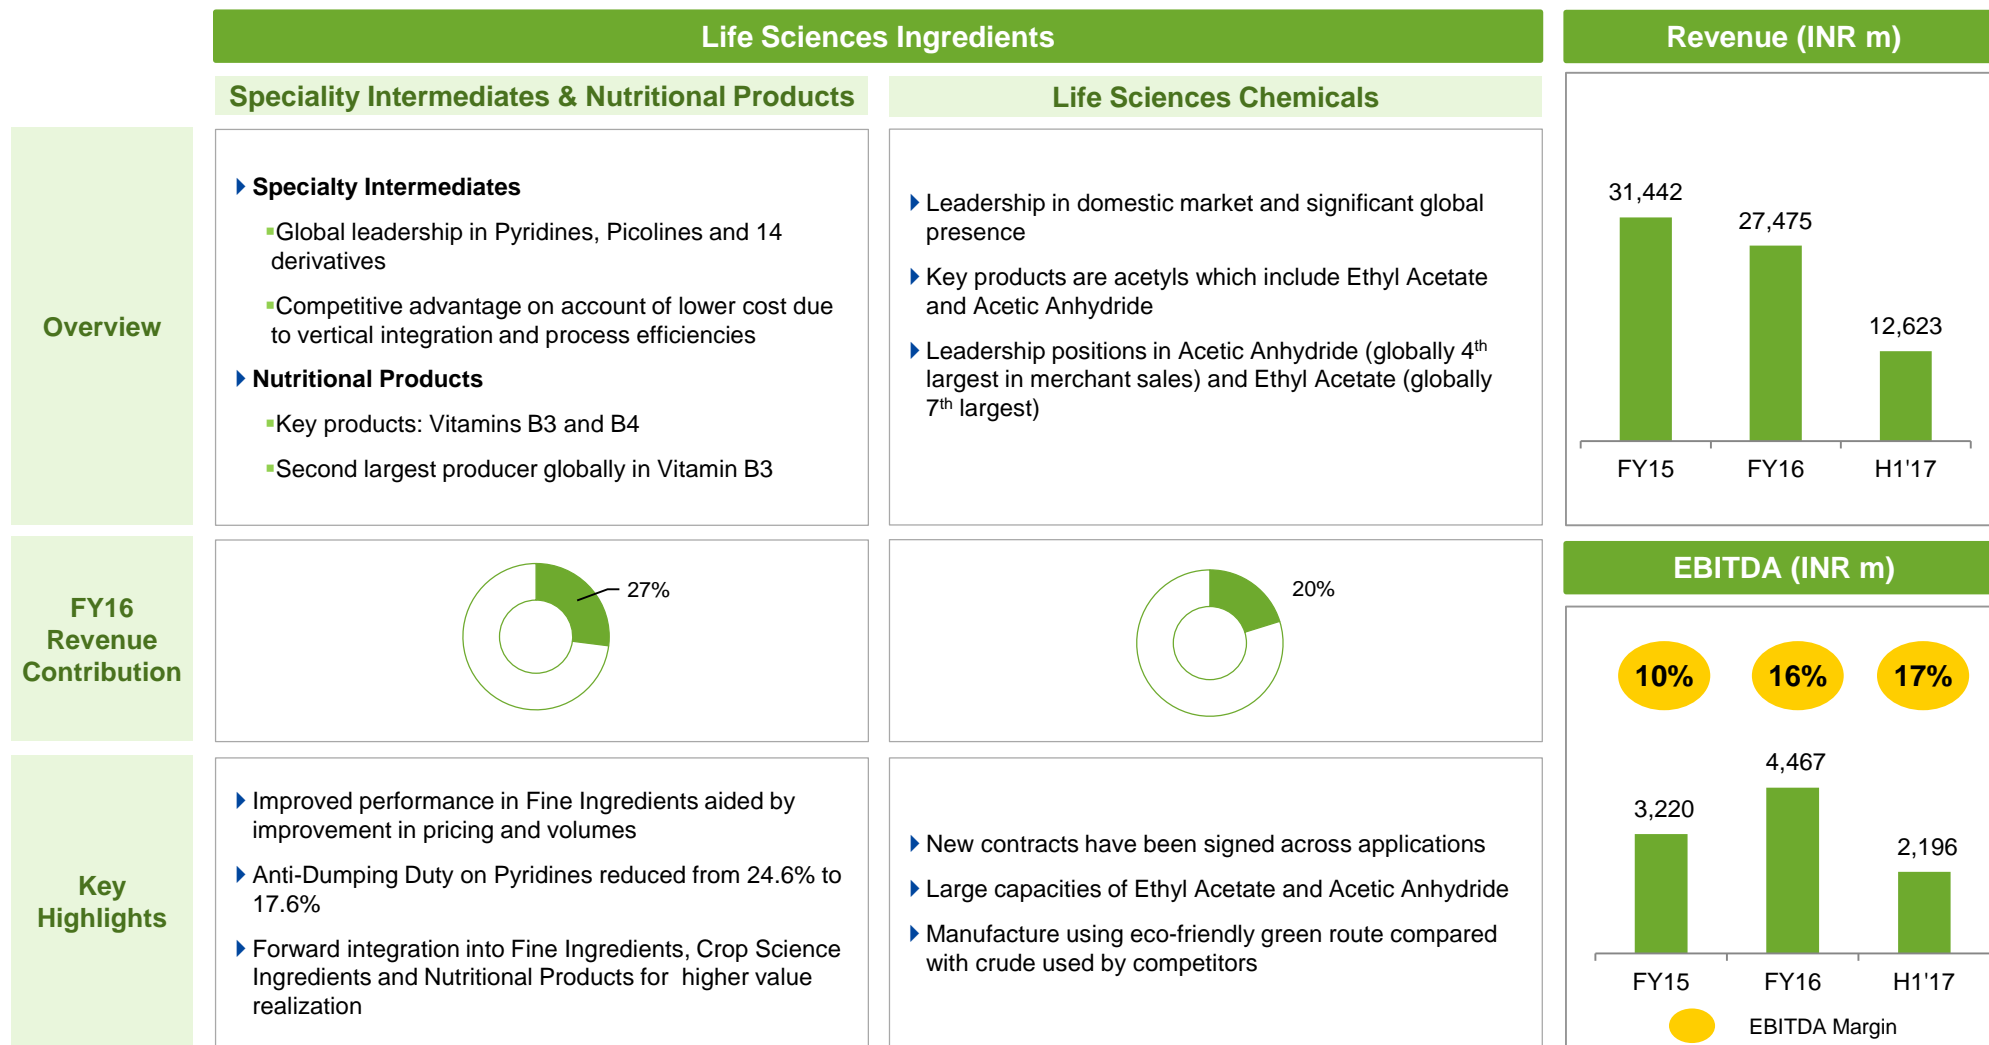 Life Sciences Ingredients
Speciality Intermediates & Nutritional Products
Life Sciences Chemicals
Overview
Specialty Intermediates
Global leadership in Pyridines, Picolines and 14
derivatives
Competitive advantage on account of lower cost due
to vertical integration and process efficiencies
Nutritional Products
Key products: Vitamins B3 and B4
Second largest producer globally in Vitamin B3
Leadership in domestic market and significant global
presence
Key products are acetyls which include Ethyl Acetate
and Acetic Anhydride
Leadership positions in Acetic Anhydride (globally 4th
largest in merchant sales) and Ethyl Acetate (globally
7th largest)
FY16
Revenue
Contribution
27%
20%
Key
Highlights
Improved performance in Fine Ingredients aided by
improvement in pricing and volumes
Anti-Dumping Duty on Pyridines reduced from 24.6% to
17.6%
Forward integration into Fine Ingredients, Crop Science
Ingredients and Nutritional Products for  higher value
realization
New contracts have been signed across applications
Large capacities of Ethyl Acetate and Acetic Anhydride
Manufacture using eco-friendly green route compared
with crude used by competitors
Revenue (INR m)
31,442
27,475
12,623
FY15 FY16 H1'17
EBITDA (INR m)
10% 16% 17%
3,220
4,467
2,196
FY15 FY16 H1'17
EBITDA Margin